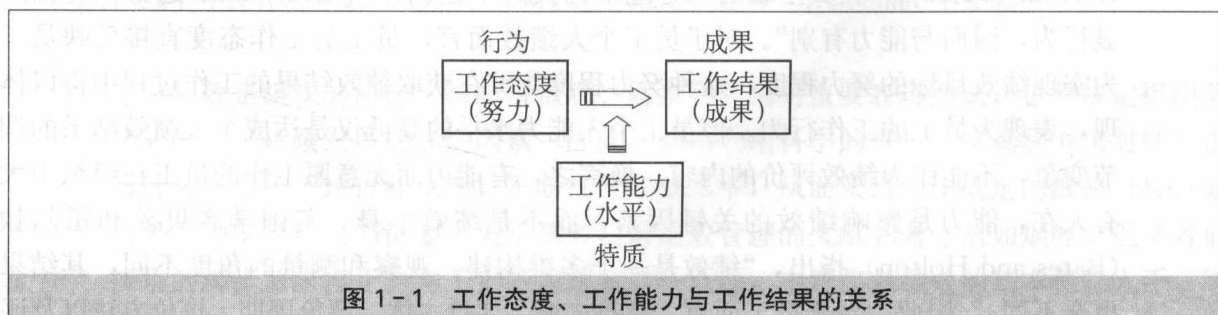 行为
成果
工作态度
(努力)
工作结果
(成果)
工作能力
(水平)
特质
图1-1 工作态度、工作能力与工作结果的关系